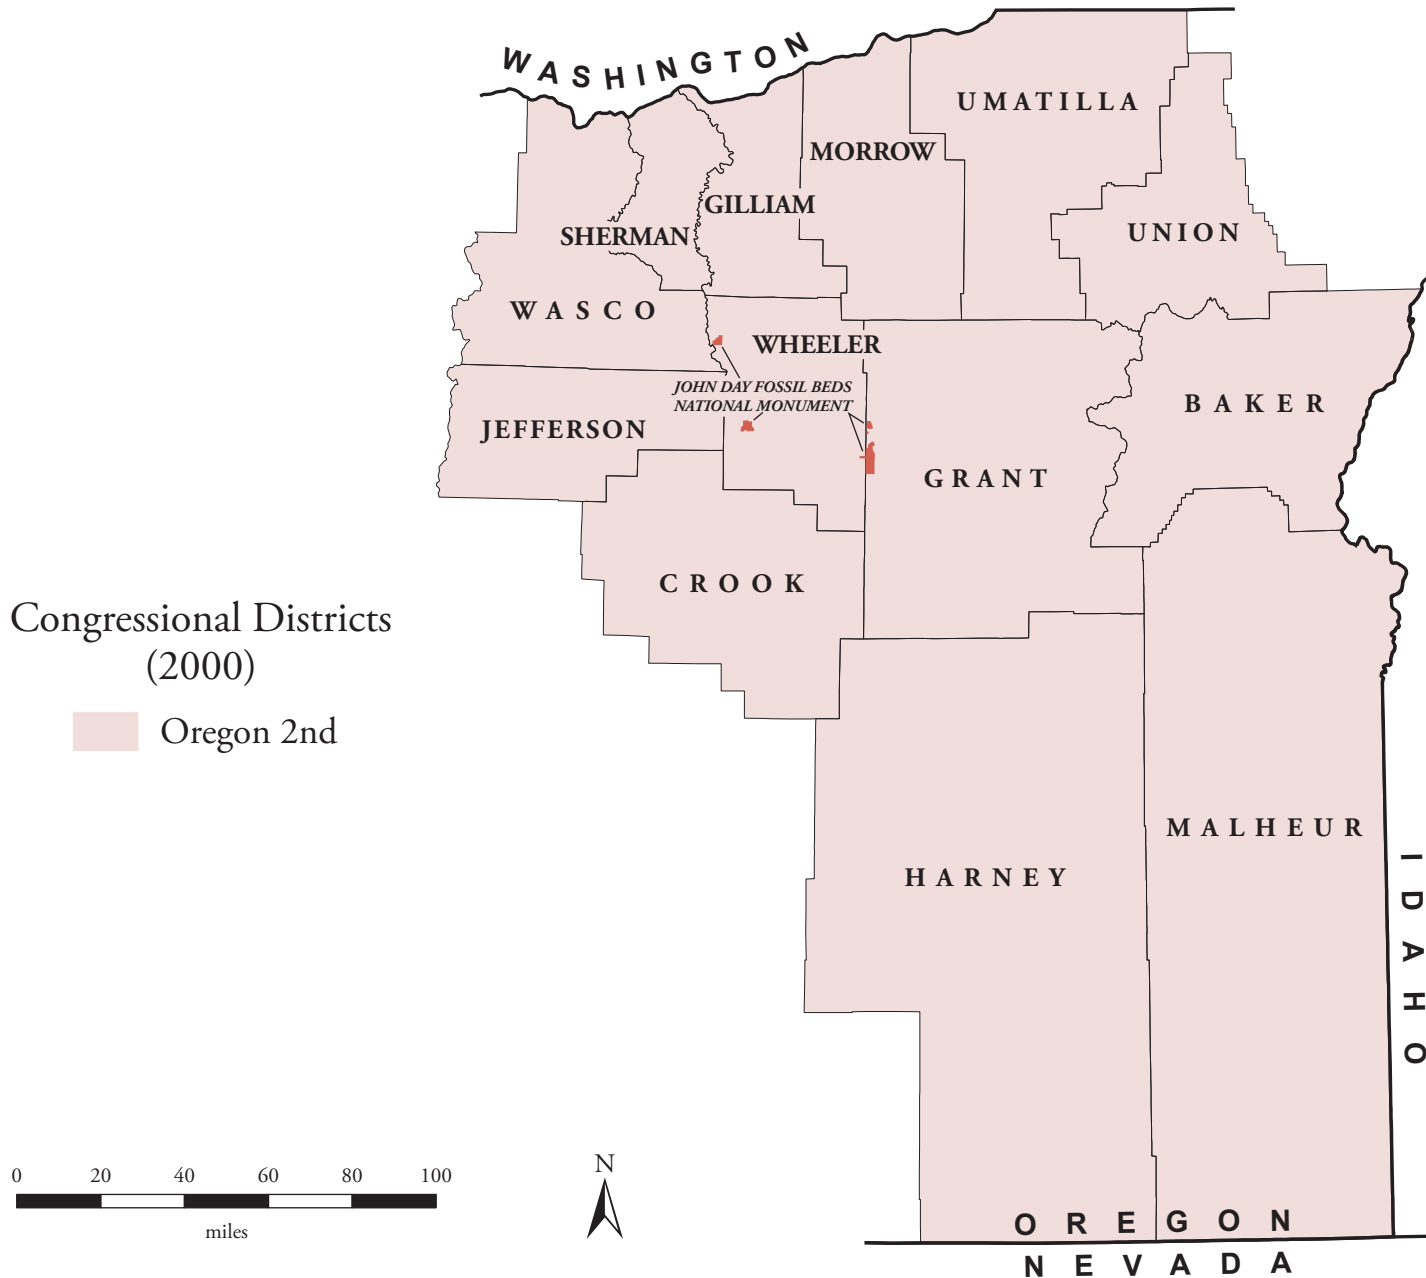 WASHINGTON
UMATILLA
MORROW
GILLIAM
UNION
SHERMAN
WASCO
WHEELER
JOHN DAY FOSSIL BEDS
NATIONAL MONUMENT
BAKER
JEFFERSON
GRANT
CROOK
Congressional Districts
(2000)
Oregon 2nd
MALHEUR
HARNEY
IDAHO
0 20 40 60 80 100
miles
N
OREGON
NEVADA